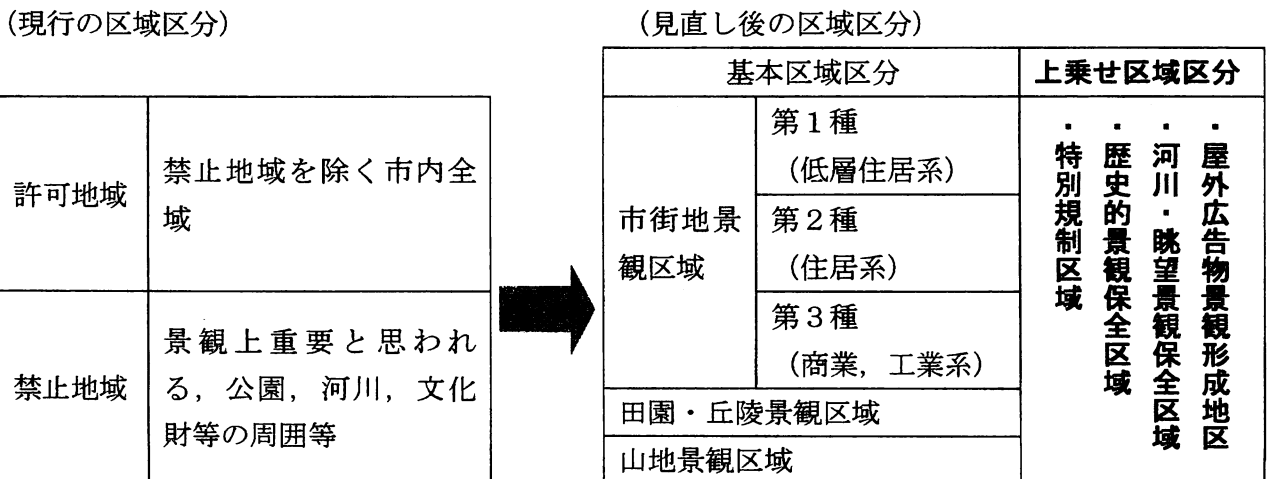 (現行の区域区分)
許可地域
禁止地域を除く市内全
域
禁止地域
景観上重要と思われ
る，公園，河川，文化
財等の周囲等
(見直し後の区域区分)
基本区域区分
上乗せ区域区分
市街地景
観区域
第１種
(低層住居系)
第２種
(住居系)
第３種
(商業，工業系)
田園・丘陵景観区域
山地景観区域
・屋外広告物景観形成地区
・河川・眺望景観保全区域
・歴史的景観保全区域
・特別規制区域